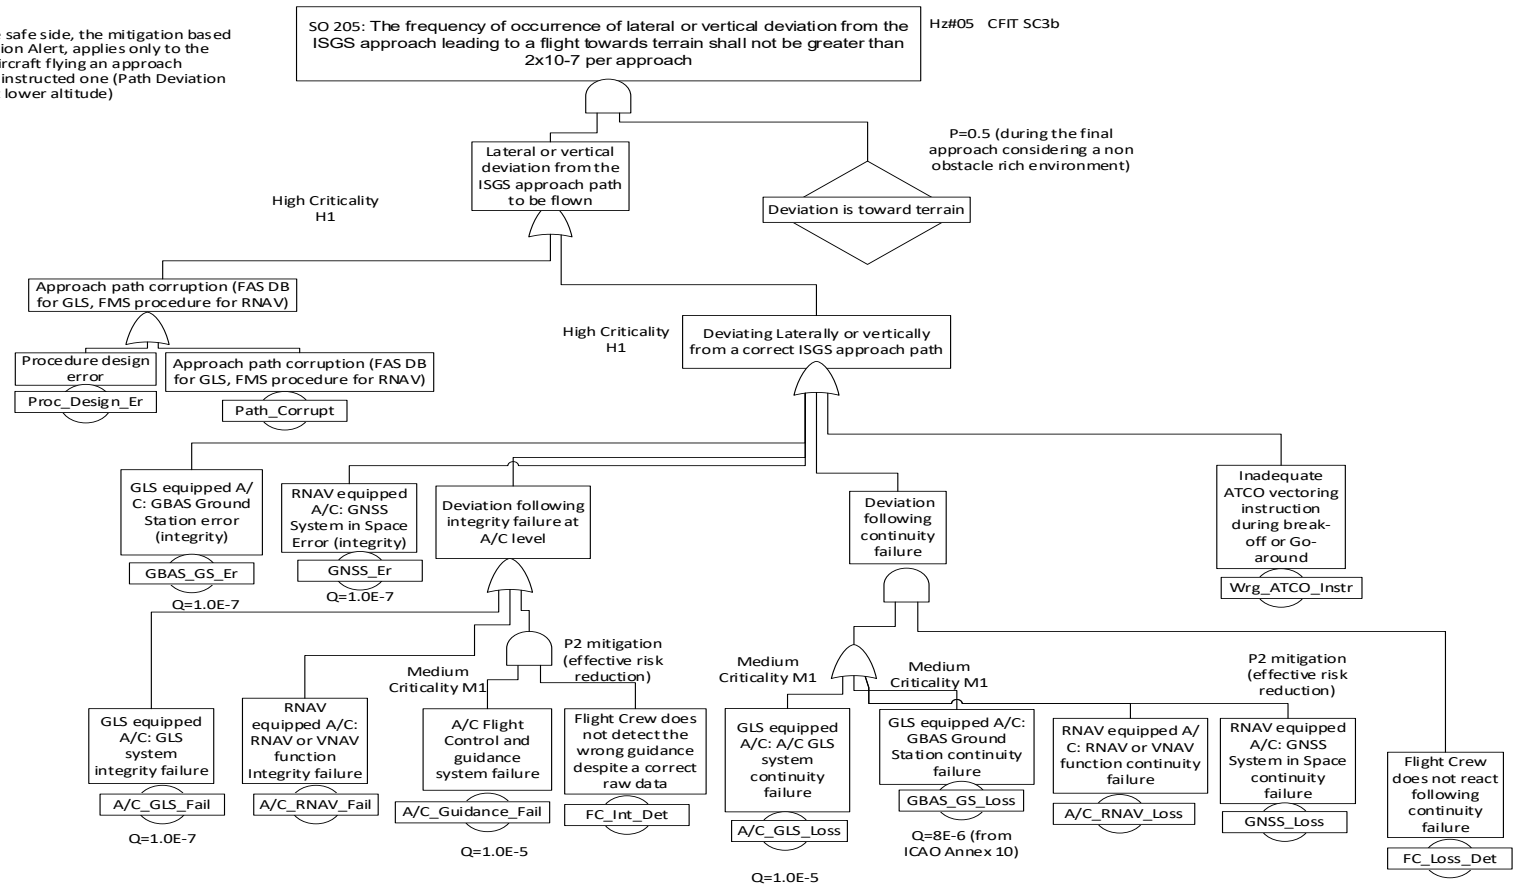 safe side, the mitigation based
ion Alert, applies only to the
ircraft flying an approach
instructed one (Path Deviation
lower altitude)
SO 205: The frequency of occurrence of lateral or vertical deviation from the
ISGS approach leading to a flight towards terrain shall not be greater than
2x10-7 per approach
Hz#05 CFIT SC3b
Lateral or vertical
deviation from the
ISGS approach path
to be flown
P=0.5 (during the final
approach considering a non
obstacle rich environment)
Deviation is toward terrain
High Criticality
H1
Approach path corruption (FAS DB
for GLS, FMS procedure for RNAV)
High Criticality
H1
Deviating Laterally or vertically
from a correct ISGS approach path
Procedure design
error
Proc_Design_Er
Approach path corruption (FAS DB
for GLS, FMS procedure for RNAV)
Path_Corrupt
GLS equipped A/
C: GBAS Ground
Station error
(integrity)
GBAS_GS_Er
Q=1.0E-7
RNAV equipped
A/C: GNSS
System in Space
Error (integrity)
GNSS_Er
Q=1.0E-7
Deviation following
integrity failure at
A/C level
Deviation
following
continuity
failure
Inadequate
ATCO vectoring
instruction
during break-
off or Go-
around
Wrg_ATCO_Instr
P2 mitigation
(effective risk
reduction)
Medium
Criticality M1
Medium
Criticality M1
Medium
Criticality M1
P2 mitigation
(effective risk
reduction)
GLS equipped
A/C: GLS
system
integrity failure
A/C_GLS_Fail
Q=1.0E-7
RNAV
equipped A/C:
RNAV or VNAV
function
Integrity failure
A/C_RNAV_Fail
A/C Flight
Control and
guidance
system failure
A/C_Guidance_Fail
Q=1.0E-5
Flight Crew does
not detect the
wrong guidance
despite a correct
raw data
FC_Int_Det
GLS equipped
A/C: A/C GLS
system
continuity
failure
A/C_GLS_Loss
Q=1.0E-5
GLS equipped A/C:
GBAS Ground
Station continuity
failure
GBAS_GS_Loss
Q=8E-6 (from
ICAO Annex 10)
RNAV equipped A/
C: RNAV or VNAV
function continuity
failure
A/C_RNAV_Loss
RNAV equipped
A/C: GNSS
System in Space
continuity
failure
GNSS_Loss
Flight Crew
does not react
following
continuity
failure
FC_Loss_Det